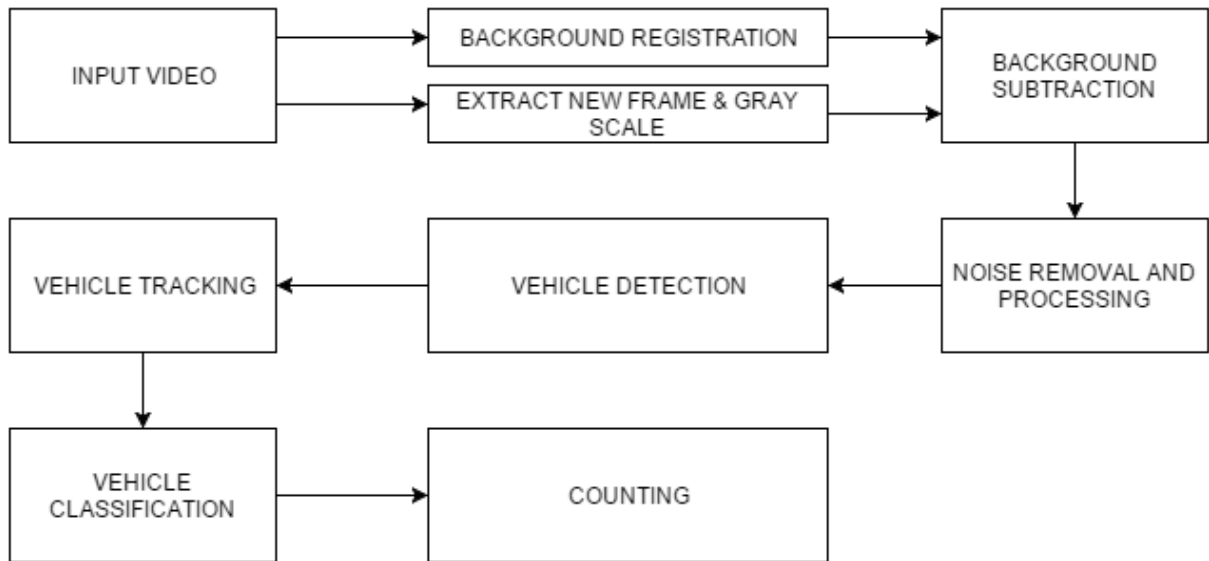 INPUT VIDEO
BACKGROUND REGISTRATION
EXTRACT NEW FRAME & GRAY
SCALE
BACKGROUND
SUBTRACTION
VEHICLE TRACKING
VEHICLE DETECTION
NOISE REMOVAL AND
PROCESSING
VEHICLE
CLASSIFICATION
COUNTING